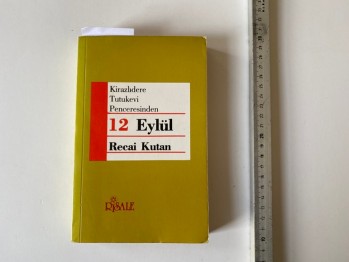 Kirazlıdere
Tutukevi
Penceresinden
12 Eylül
Recai Kutan
RİSALE